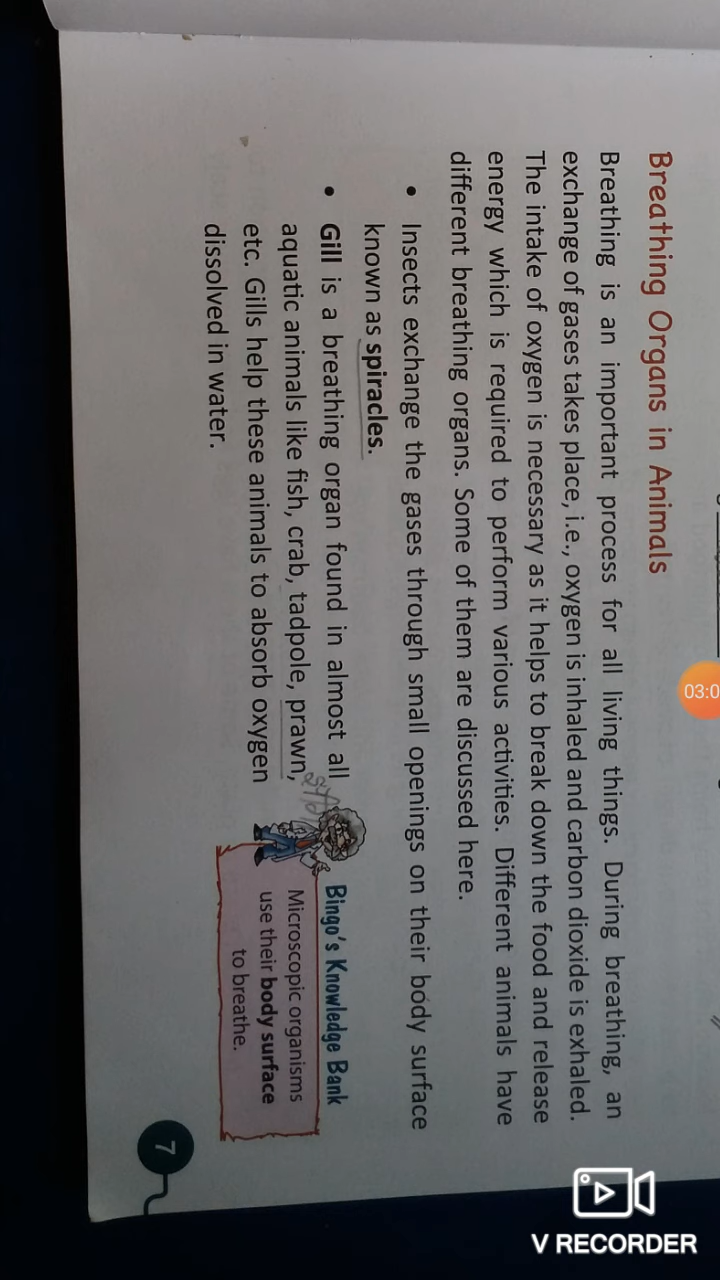 Breathing Organs in Animals
Breathing is an important process for all living things. During breathing, an
exchange of gases takes place, i.e., oxygen is inhaled and carbon dioxide is exhaled.
The intake of oxygen is necessary as it helps to break down the food and release
energy which is required to perform various activities. Different animals have
different breathing organs. Some of them are discussed here.
• Insects exchange the gases through small openings on their body surface
known as spiracles.
• Gill is a breathing organ found in almost all
aquatic animals like fish, crab, tadpole, prawn,
etc. Gills help these animals to absorb oxygen
dissolved in water.
Bingo's Knowledge Bank
Microscopic organisms
use their body surface
to breathe.
7
03:0
V RECORDER